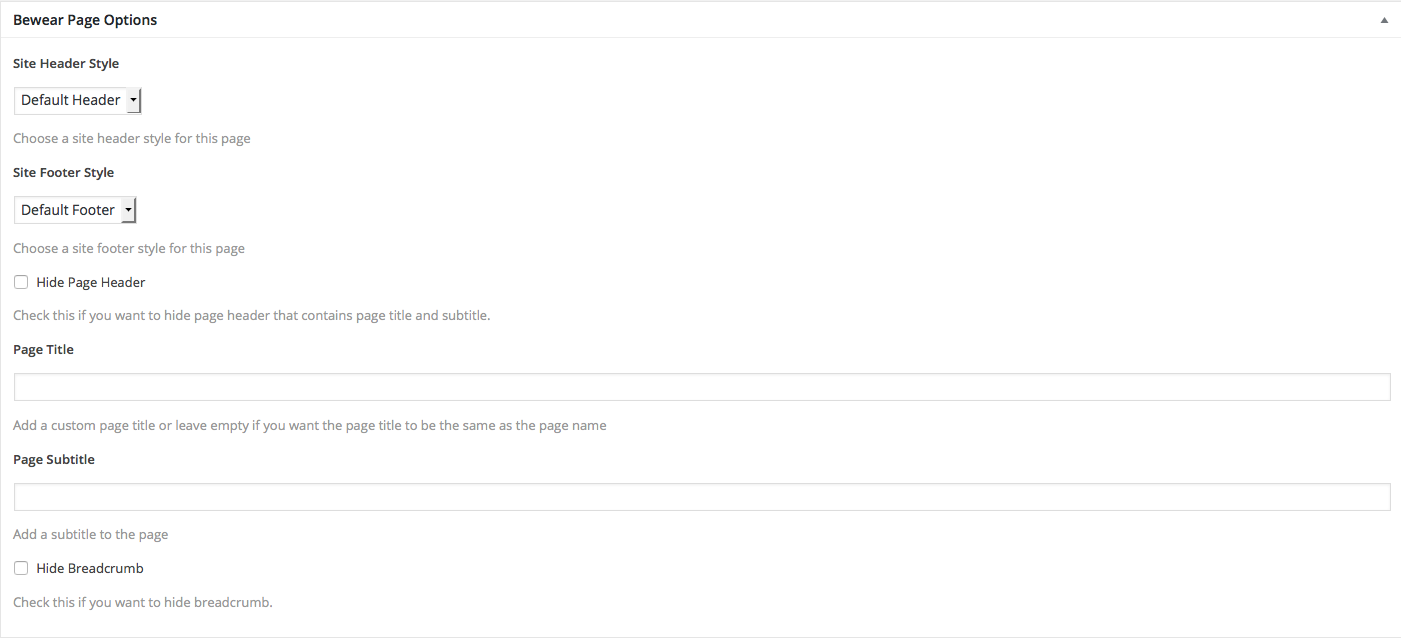 Bewear Page Options
Site Header Style
Default Header
Choose a site header style for this page
Site Footer Style
Default Footer
Choose a site footer style for this page
Hide Page Header
Check this if you want to hide page header that contains page title and subtitle.
Page Title
Add a custom page title or leave empty if you want the page title to be the same as the page name
Page Subtitle
Add a subtitle to the page
Hide Breadcrumb
Check this if you want to hide breadcrumb.